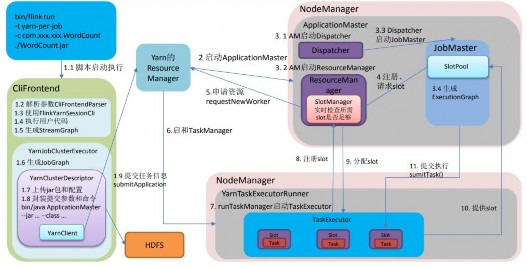 bin/flink run
-t yarn-per-job
-c com.xxx.xxx.WordCount
./WordCount.jar
1.1 脚本启动执行
CliFrontend
1.2 解析参数CliFrontendParser
1.3 使用FlinkYarnSessionCli
1.4 执行用户代码
1.5 生成StreamGraph
YarnJobClusterExecutor
1.6 生成JobGraph
YarnClusterDescriptor
1.7 上传jar包和配置
1.8 封装提交参数和命令
bin/java ApplicationMaster
--jar ... --class ...
YarnClient
1.9 提交任务信息
submitApplication
HDFS
Yarn的
Resource
Manager
2 启动ApplicationMaster
5.申请资源
requestNewWorker
6.启动TaskManager
NodeManager
ApplicationMaster
3. 1 AM启动Dispatcher
Dispatcher
3.3 Dispatcher
启动JobMaster
JobMaster
SlotPool
3.4 生成
ExecutionGraph
3.2 AM启动ResourceManager
ResourceManager
SlotManager
实时检查所需
slot是否足够
4 注册、
请求slot
8. 注册slot
9. 分配slot
11. 提交执行
sumitTask()
10. 提供slot
NodeManager
YarnTaskExecutorRunner
7. runTaskManager启动TaskExecutor
TaskExecutor
Slot
Task
Slot
Task
Slot
Task